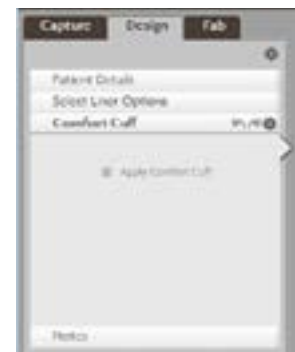 Capture Design Fab
Patient Details
Select Liner Options
Comfort Cuff
Apply Comfort Cuff
Notes